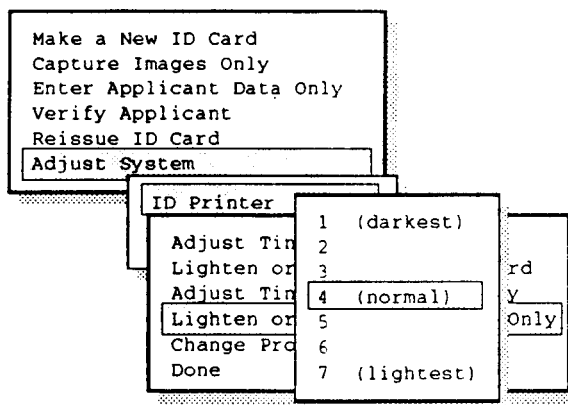 Make a New ID Card
Capture Images Only
Enter Applicant Data Only
Verify Applicant
Reissue ID Card
Adjust System
ID Printer
Adjust Tin
Lighten or rd
Adjust Tin y
Lighten or Only
Change Pro
Done
1 (darkest)
2
3
4 (normal)
5
6
7 (lightest)